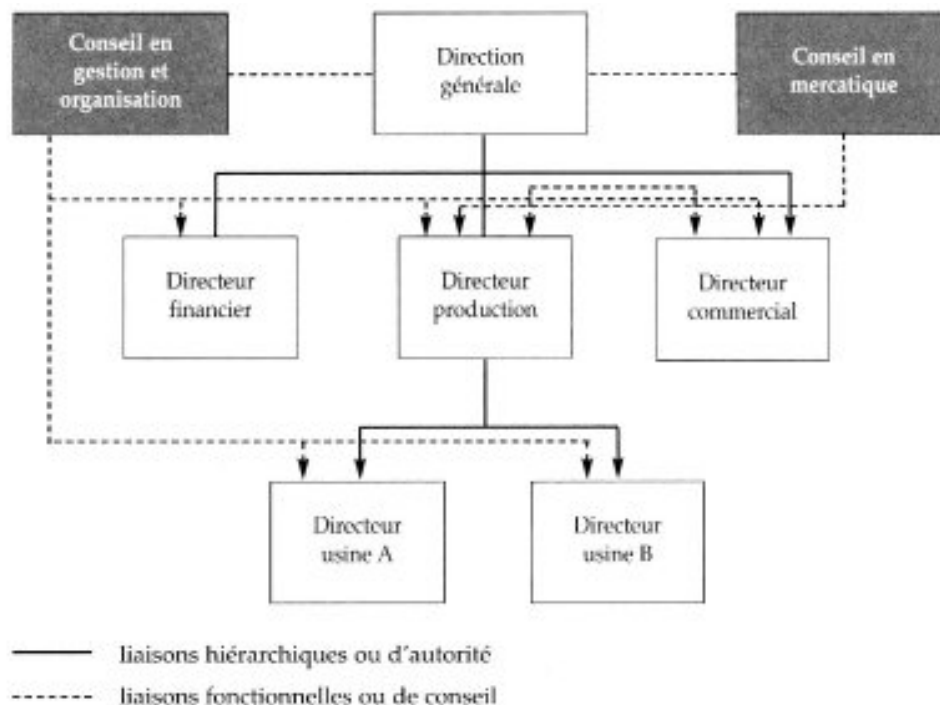 Conseil en
gestion et
organisation
Direction
générale
Conseil en
mercatique
Directeur
financier
Directeur
production
Directeur
commercial
Directeur
usine A
Directeur
usine B
liaisons hiérarchiques ou d'autorité
liaisons fonctionnelles ou de conseil